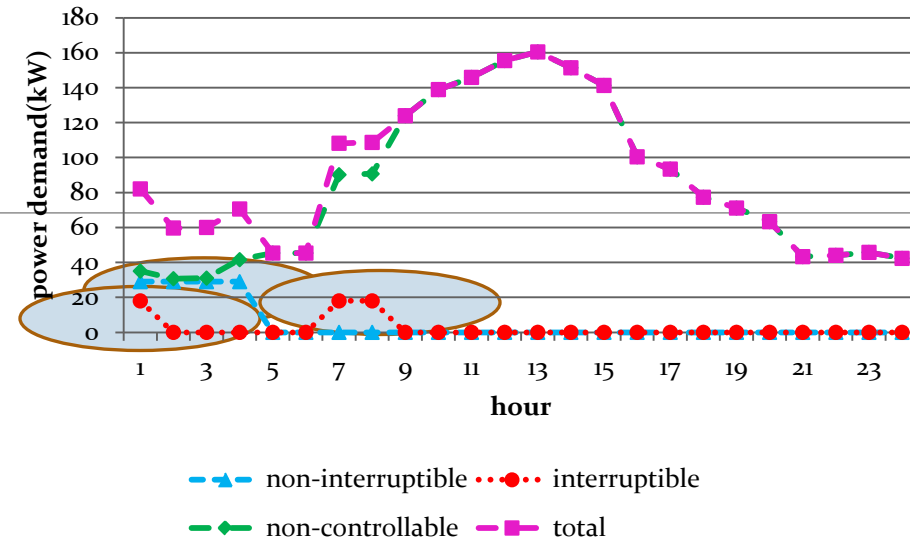 180
160
140
120
100
80
60
40
20
0
power demand(kW)
1 3 5 7 9 11 13 15 17 19 21 23
hour
non-interruptible interruptible
non-controllable total